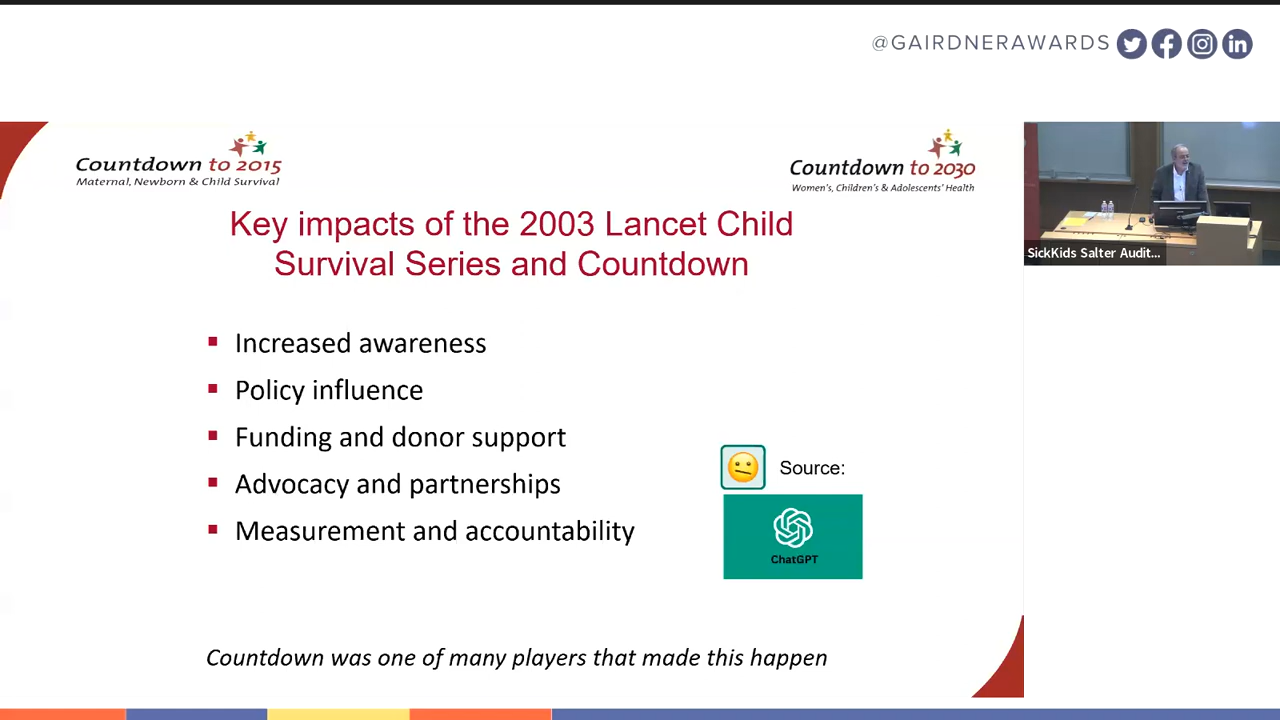 @GAIRDNERAWARDS
Countdown to 2015
Maternal, Newborn & Child Survival
Countdown to 2030
Women's, Children's & Adolescents' Health
Key impacts of the 2003 Lancet Child
Survival Series and Countdown
Increased awareness
Policy influence
Funding and donor support
Advocacy and partnerships
Measurement and accountability
Source:
ChatGPT
Countdown was one of many players that made this happen
SickKids Salter Audit...